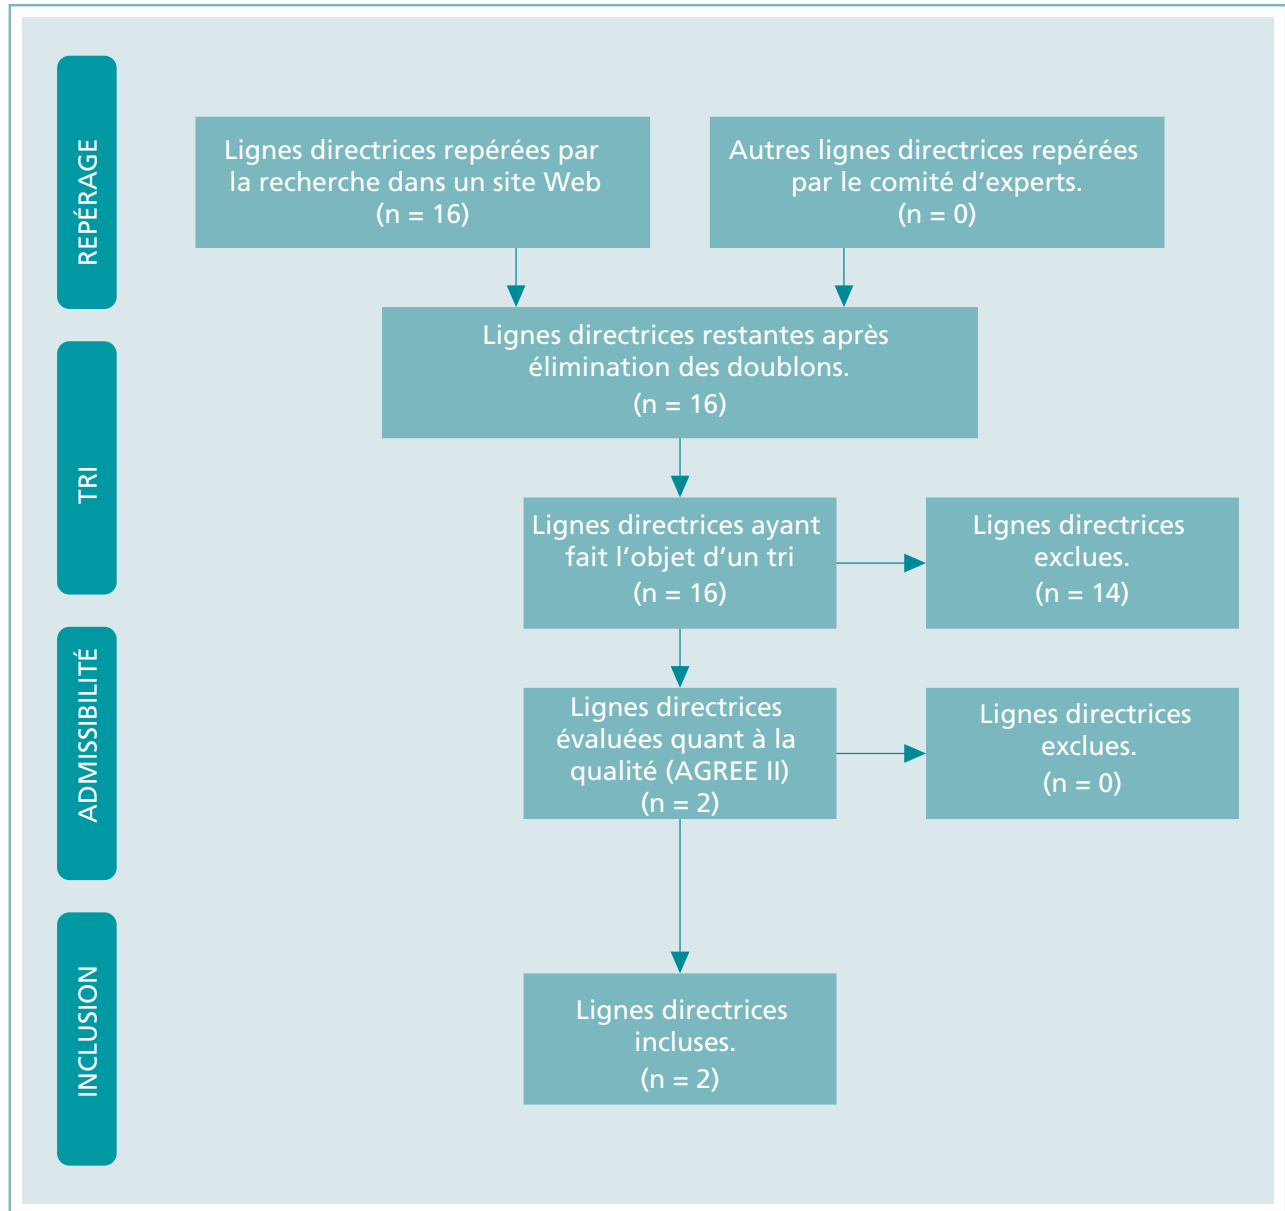 REPÉRAGE
Lignes directrices repérées par
la recherche dans un site Web
(n = 16)
Autres lignes directrices repérées
par le comité d’experts.
(n = 0)
Lignes directrices restantes après
élimination des doublons.
(n = 16)
TRI
Lignes directrices ayant
fait l’objet d’un tri
(n = 16)
Lignes directrices
exclues.
(n = 14)
ADMISSIBILITÉ
Lignes directrices
évaluées quant à la
qualité (AGREE II)
(n = 2)
Lignes directrices
exclues.
(n = 0)
INCLUSION
Lignes directrices
incluses.
(n = 2)